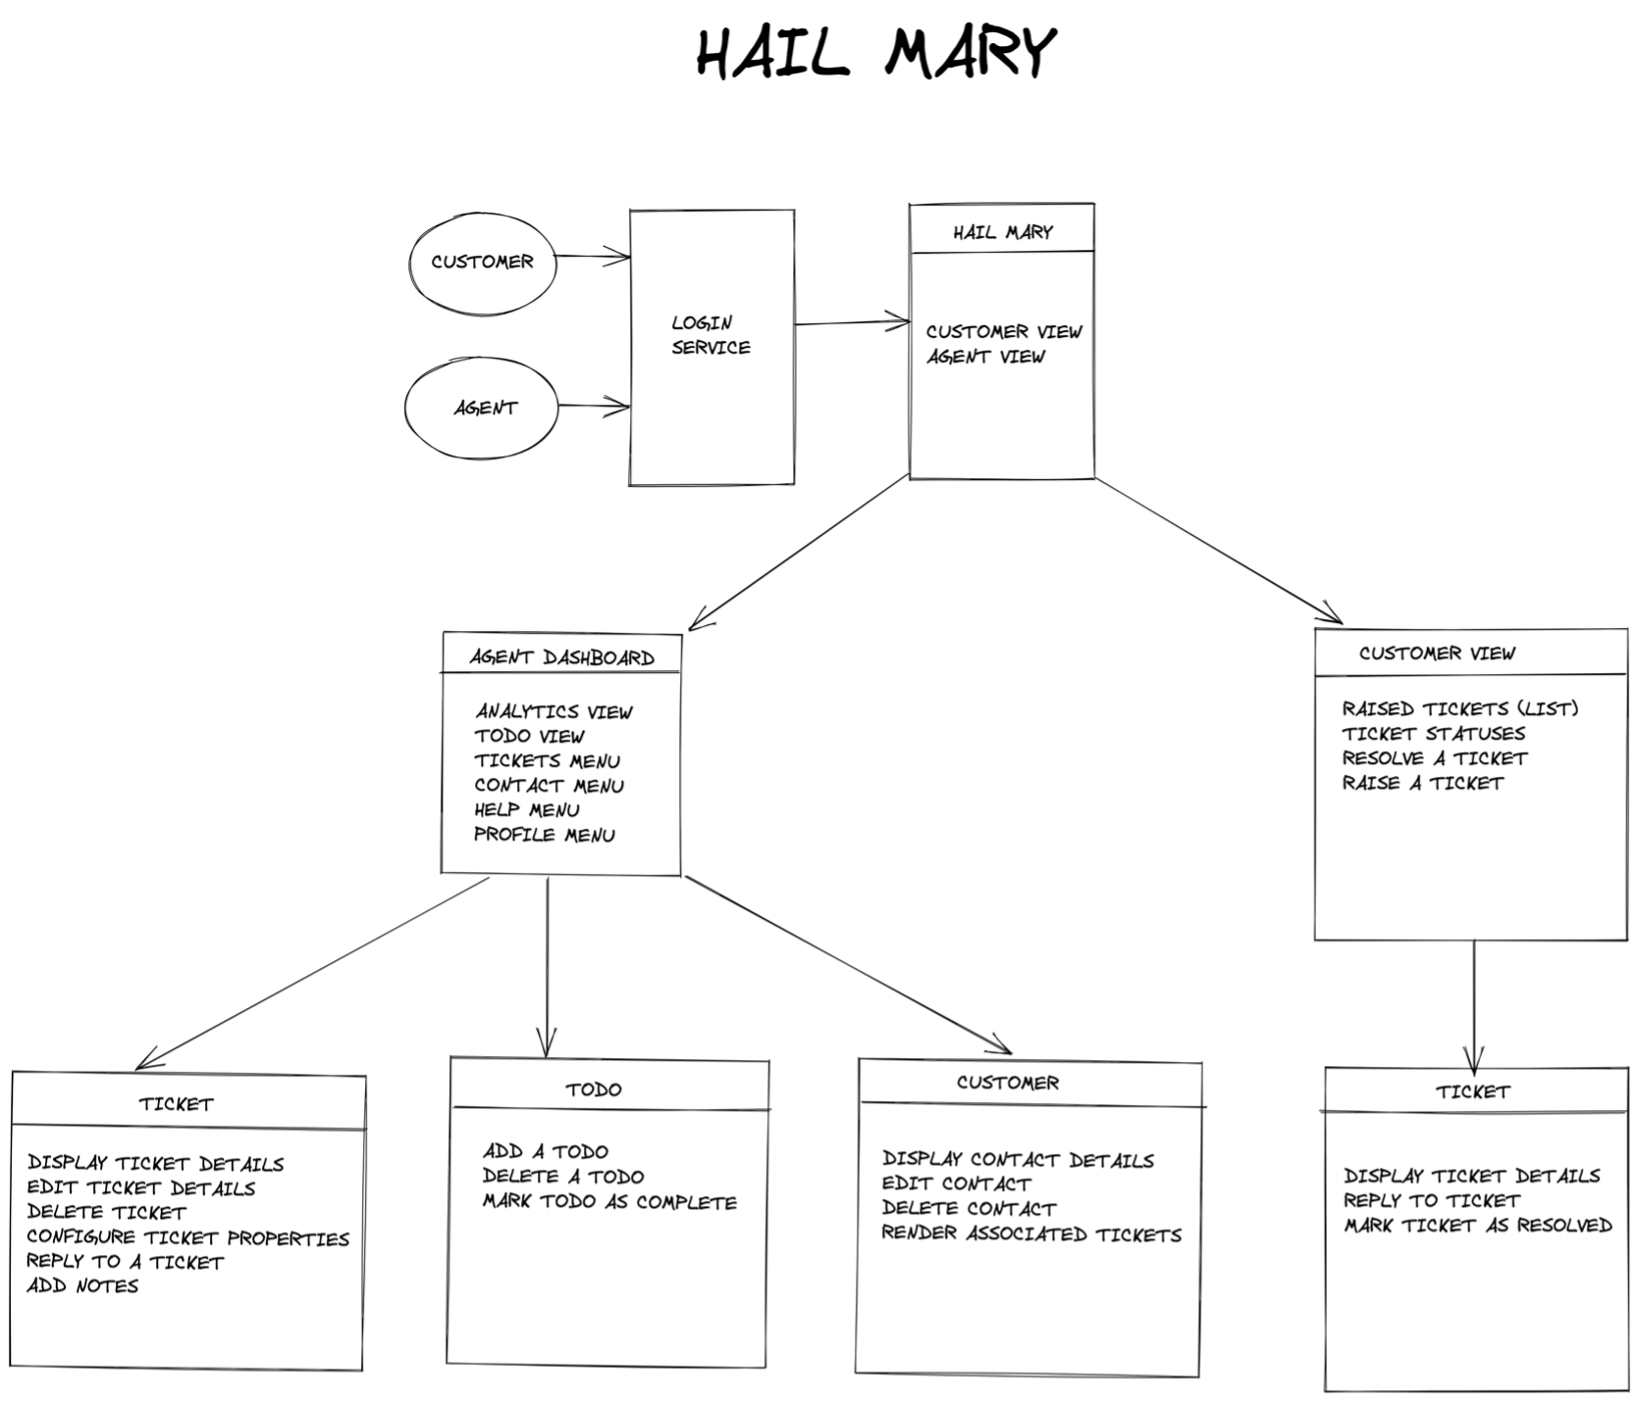 HAIL MARY
CUSTOMER
AGENT
LOGIN
SERVICE
HAIL MARY
CUSTOMER VIEW
AGENT VIEW
AGENT DASHBOARD
ANALYTICS VIEW
TODO VIEW
TICKETS MENU
CONTACT MENU
HELP MENU
PROFILE MENU
CUSTOMER VIEW
RAISED TICKETS (LIST)
TICKET STATUSES
RESOLVE A TICKET
RAISE A TICKET
TICKET
DISPLAY TICKET DETAILS
EDIT TICKET DETAILS
DELETE TICKET
CONFIGURE TICKET PROPERTIES
REPLY TO A TICKET
ADD NOTES
TODO
ADD A TODO
DELETE A TODO
MARK TODO AS COMPLETE
CUSTOMER
DISPLAY CONTACT DETAILS
EDIT CONTACT
DELETE CONTACT
RENDER ASSOCIATED TICKETS
TICKET
DISPLAY TICKET DETAILS
REPLY TO TICKET
MARK TICKET AS RESOLVED